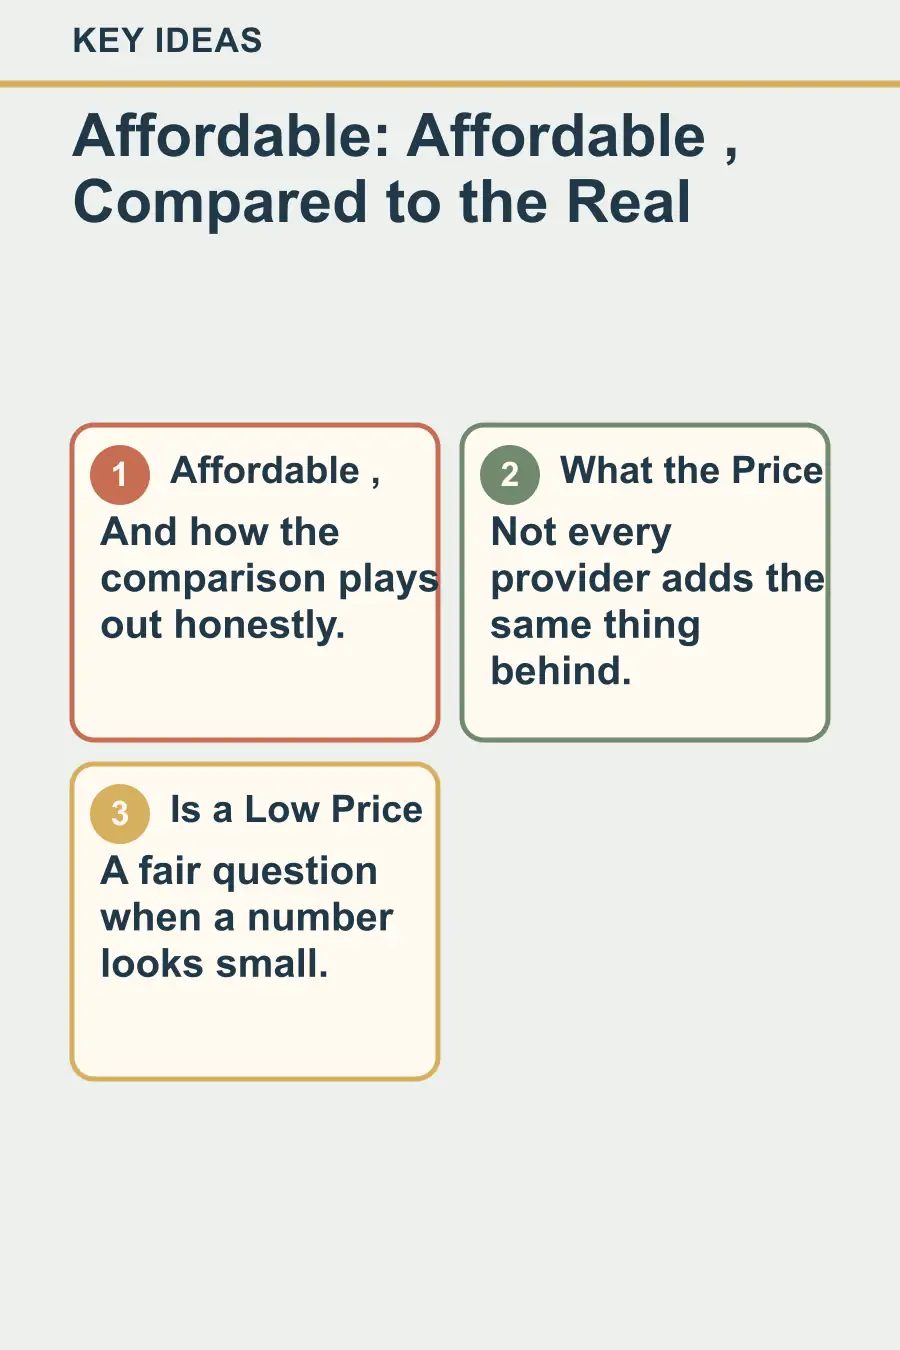 KEY IDEAS
Affordable: Affordable ,
Compared to the Real
1
Affordable ,
And how the
comparison plays
out honestly.
2
What the Price
Not every
provider adds the
same thing
behind.
3
Is a Low Price
A fair question
when a number
looks small.